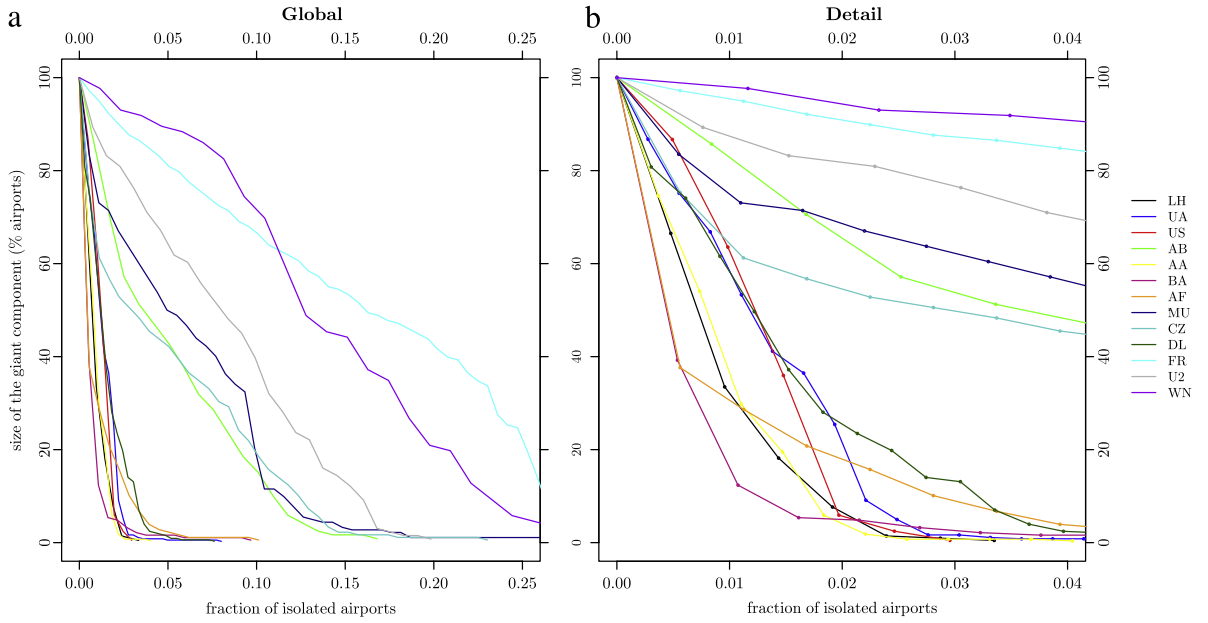 a
Global
0.00 0.05 0.10 0.15 0.20 0.25
size of the giant component (% airports)
100
80
60
40
20
0
0.00 0.05 0.10 0.15 0.20 0.25
fraction of isolated airports
b
Detail
0.00 0.01 0.02 0.03 0.04
100 100
80 80
60 60
40 40
20 20
0 0
0.00 0.01 0.02 0.03 0.04
fraction of isolated airports
LH
UA
US
AB
AA
BA
AF
MU
CZ
DL
FR
U2
WN